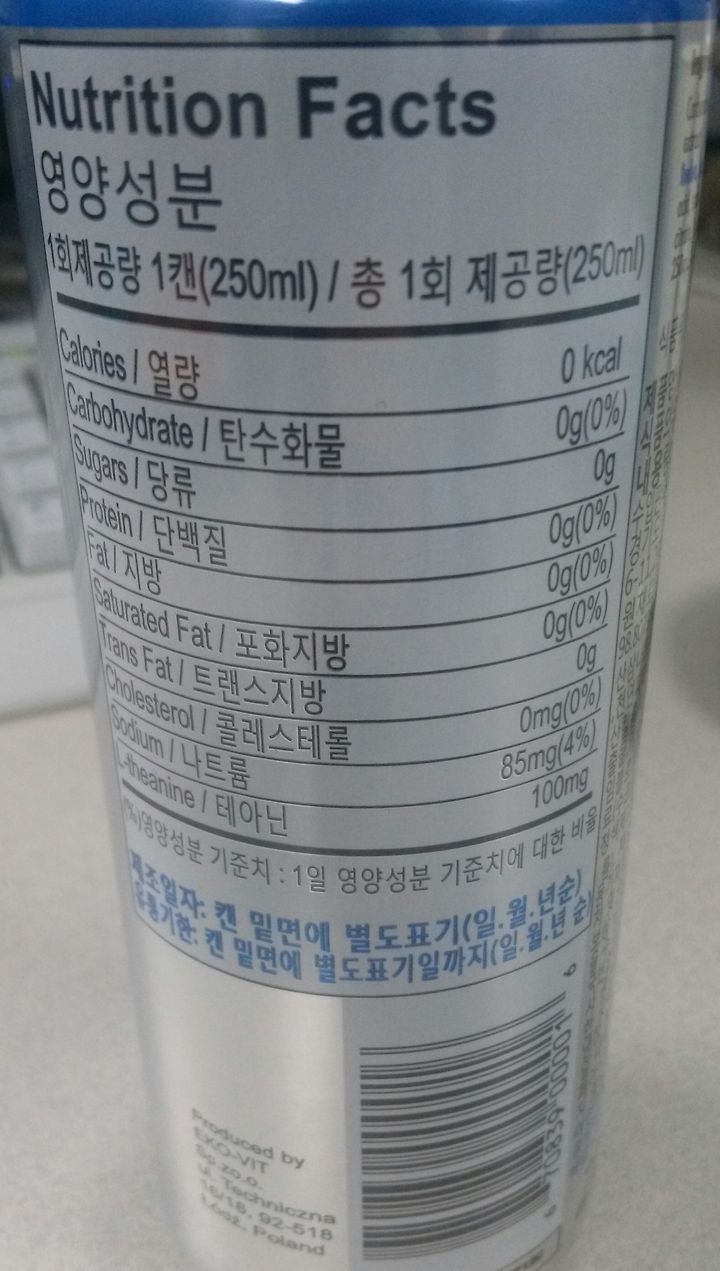 Nutrition Facts
영양성분
1회제공량 1캔(250ml) / 총 1회 제공량(250ml)
Calories / 열량 0 kcal
Carbohydrate / 탄수화물 0g(0%)
Sugars / 당류 0g
Protein / 단백질 0g(0%)
Fat / 지방 0g(0%)
Saturated Fat / 포화지방 0g(0%)
Trans Fat / 트랜스지방 0g
Cholesterol / 콜레스테롤 0mg(0%)
Sodium / 나트륨 85mg(4%)
L-theanine / 테아닌 100mg
(%)영양성분 기준치 : 1일 영양성분 기준치에 대한 비율
제조일자: 캔 밑면에 별도표기(일.월.년순)
유통기한: 캔 밑면에 별도표기일까지(일.월.년 순)
Produced by
EKO-VIT
Sp.zo.o.
ul. Techniczna
16/18, 92-518
Łódź, Poland